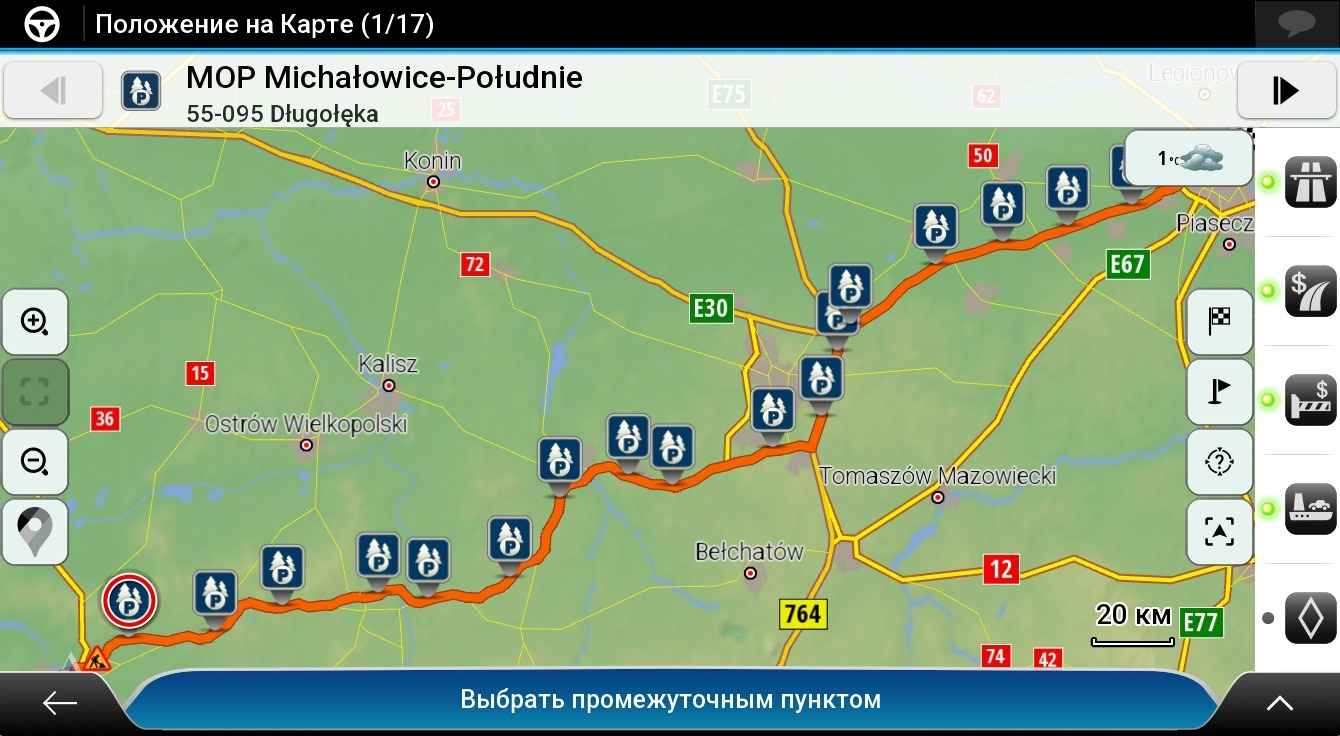 Положение на Карте (1/17)
MOP Michałowice-Południe
55-095 Długołęka
25
E75
62
Konin
50
1°C
Piasecz
72
E67
E30
Kalisz
15
36
Ostrów Wielkopolski
Tomaszów Mazowiecki
Bełchatów
12
764
20 км
E77
74
42
Выбрать промежуточным пунктом